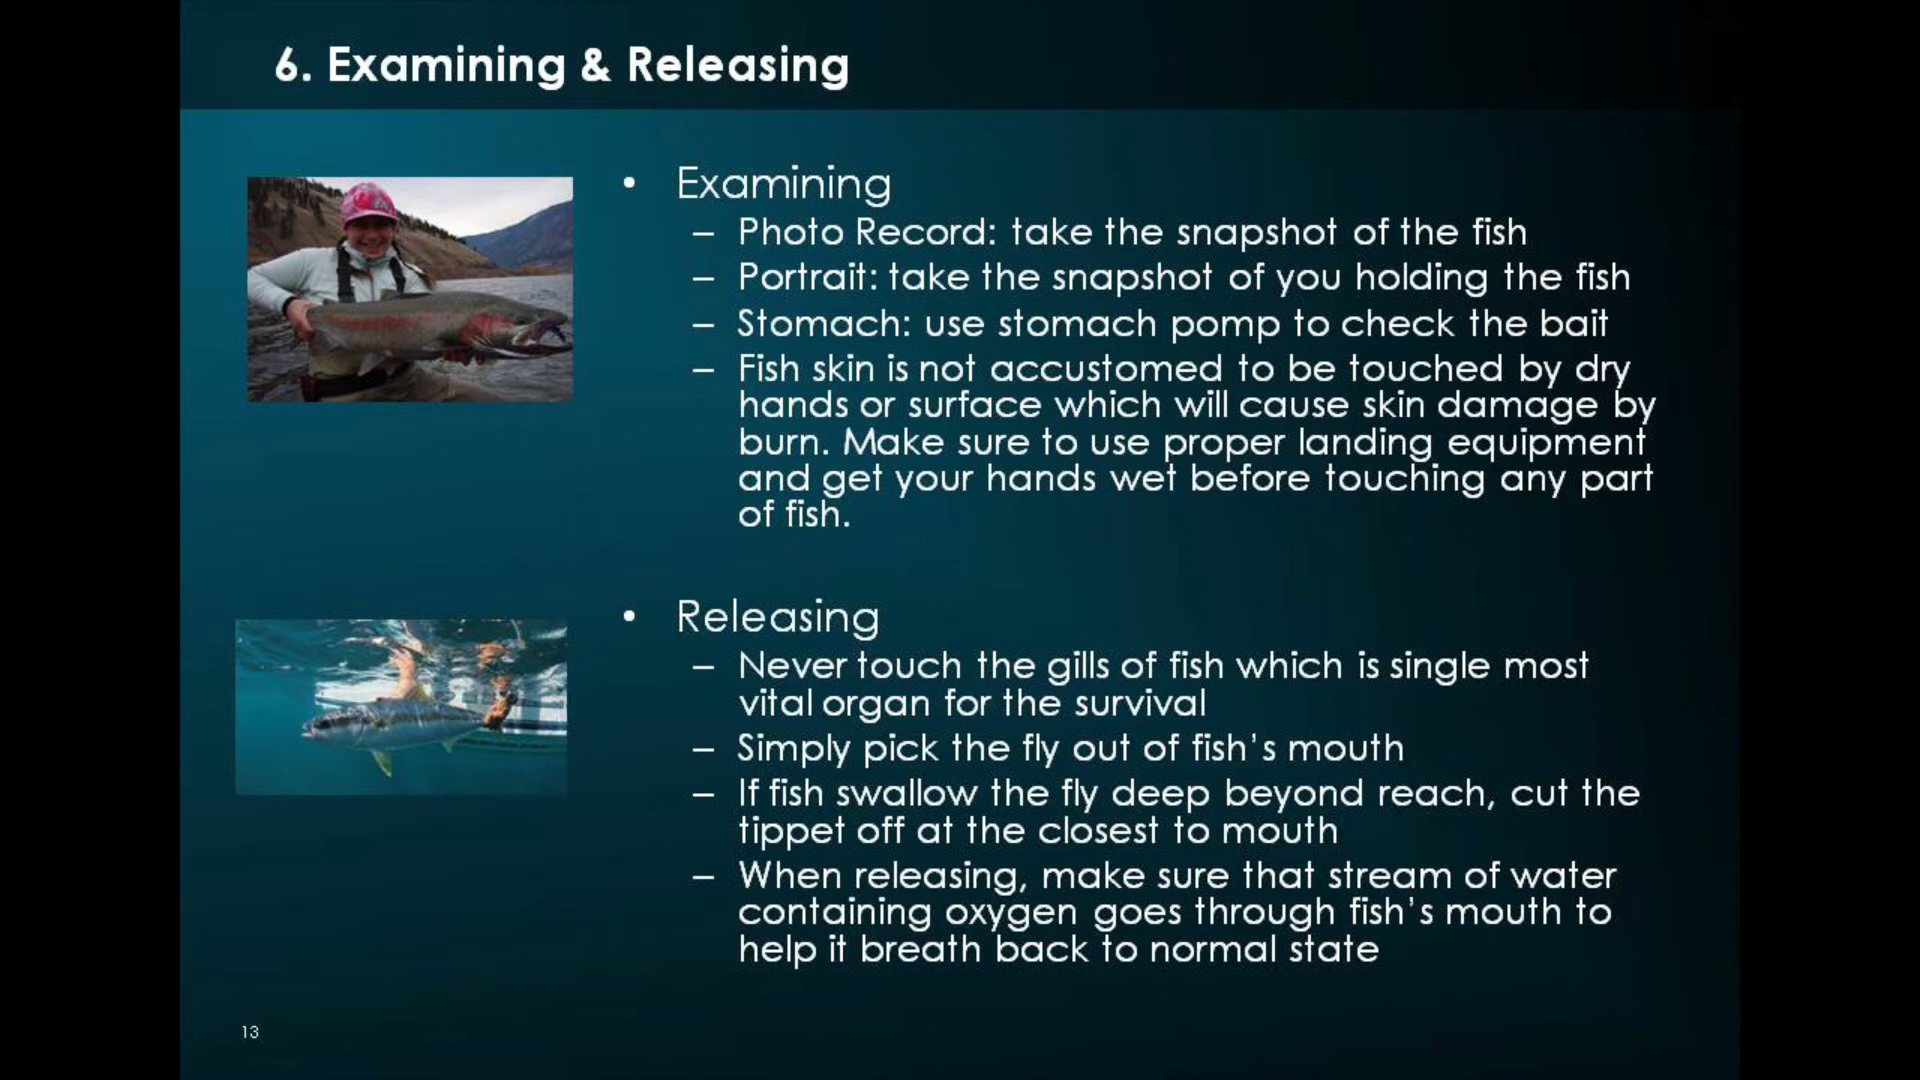 6. Examining & Releasing
• Examining
– Photo Record: take the snapshot of the fish
– Portrait: take the snapshot of you holding the fish
– Stomach: use stomach pomp to check the bait
– Fish skin is not accustomed to be touched by dry
hands or surface which will cause skin damage by
burn. Make sure to use proper landing equipment
and get your hands wet before touching any part
of fish.
• Releasing
– Never touch the gills of fish which is single most
vital organ for the survival
– Simply pick the fly out of fish's mouth
– If fish swallow the fly deep beyond reach, cut the
tippet off at the closest to mouth
– When releasing, make sure that stream of water
containing oxygen goes through fish's mouth to
help it breath back to normal state
13